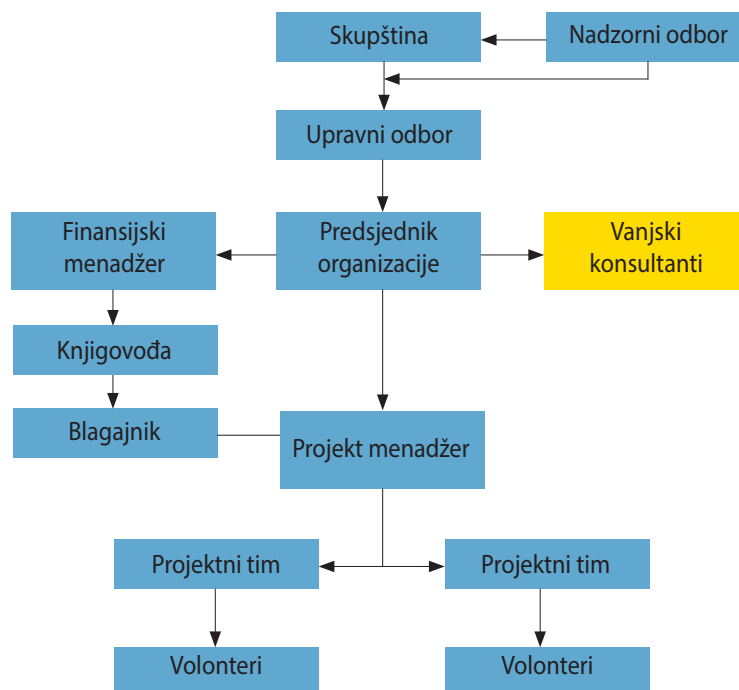 Skupština
Nadzorni odbor
Upravni odbor
Finansijski
menadžer
Predsjednik
organizacije
Vanjski
konsultanti
Knjigovođa
Blagajnik
Projekt menadžer
Projektni tim
Projektni tim
Volonteri
Volonteri